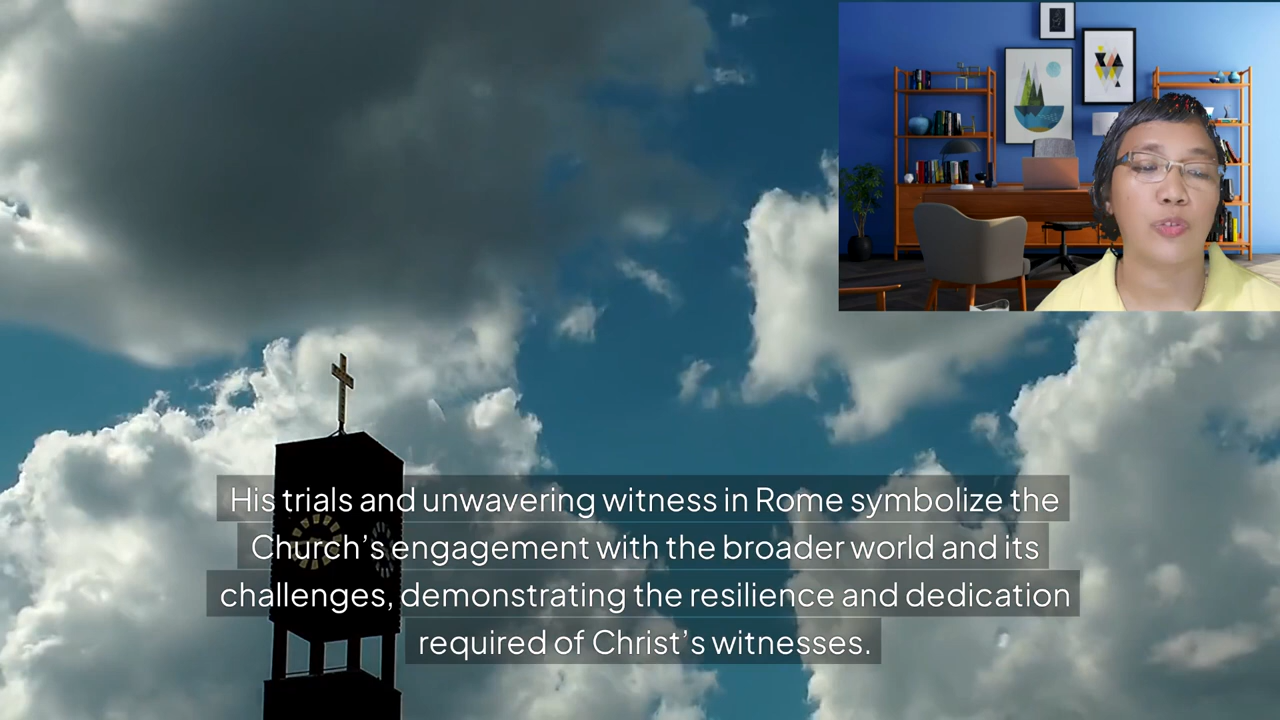 His trials and unwavering witness in Rome symbolize the
Church’s engagement with the broader world and its
challenges, demonstrating the resilience and dedication
required of Christ’s witnesses.